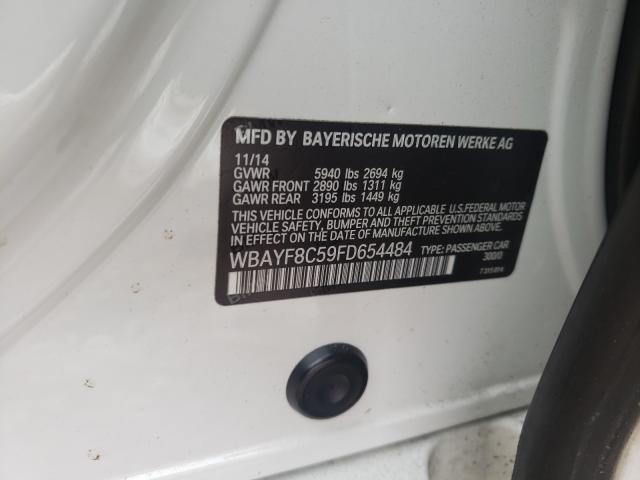 MFD BY BAYERISCHE MOTOREN WERKE AG
11/14
GVWR 5940 lbs 2694 kg
GAWR FRONT 2890 lbs 1311 kg
GAWR REAR 3195 lbs 1449 kg
THIS VEHICLE CONFORMS TO ALL APPLICABLE U.S. FEDERAL MOTOR
VEHICLE SAFETY, BUMPER AND THEFT PREVENTION STANDARDS
IN EFFECT ON THE DATE OF MANUFACTURE SHOWN ABOVE.
WBAYF8C59FD654484 TYPE: PASSENGER CAR
300/0